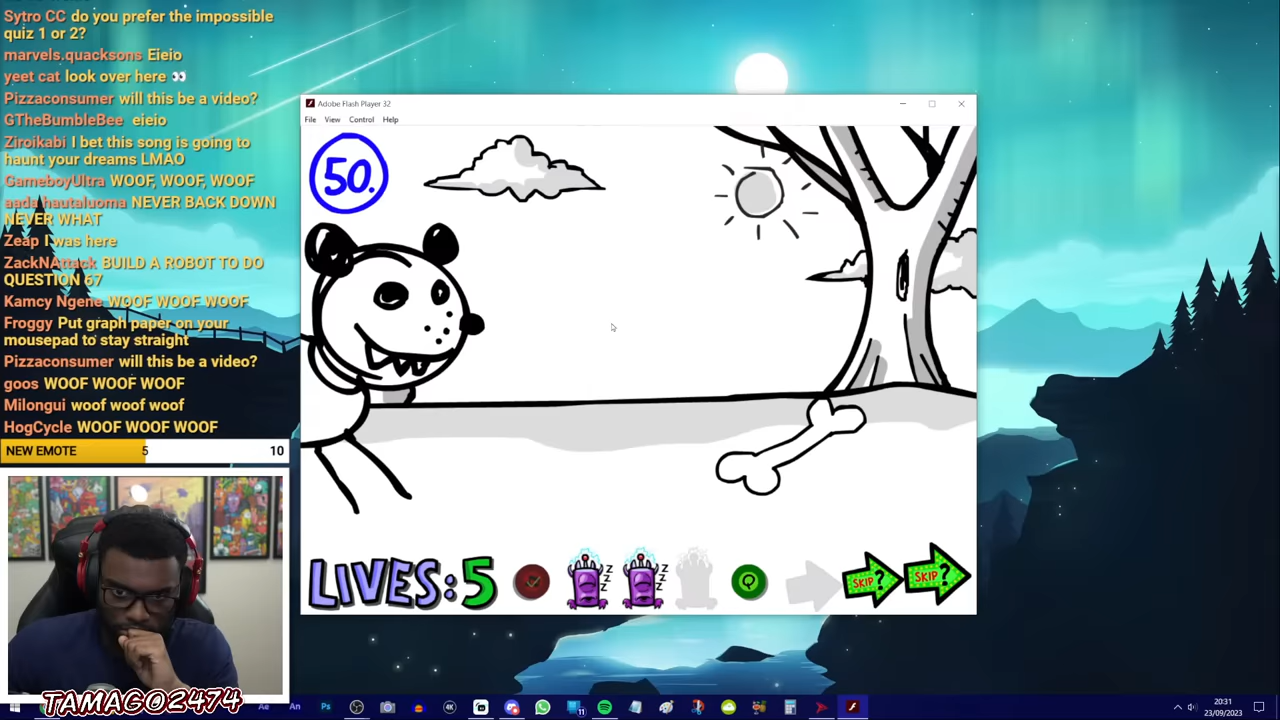 Sytro CC do you prefer the impossible
quiz 1 or 2?
marvels.quacksons Eieio
yeet cat look over here 👀
Pizzaconsumer will this be a video?
GTheBumbleBee eieio
Ziroikabi I bet this song is going to
haunt your dreams LMAO
GameboyUltra WOOF, WOOF, WOOF
aada hautaluoma NEVER BACK DOWN
NEVER WHAT
Zeap I was here
ZackNAttack BUILD A ROBOT TO DO
QUESTION 67
Kamcy Ngene WOOF WOOF WOOF
Froggy Put graph paper on your
mousepad to stay straight
Pizzaconsumer will this be a video?
goos WOOF WOOF WOOF
Milongui woof woof woof
HogCycle WOOF WOOF WOOF
NEW EMOTE 5 10
TAMAGO2474
Adobe Flash Player 32
File View Control Help
50.
LIVES:5
z z z
z z z
SKIP?
SKIP?
Ae An Ps
4K
11
20:31
23/09/2023